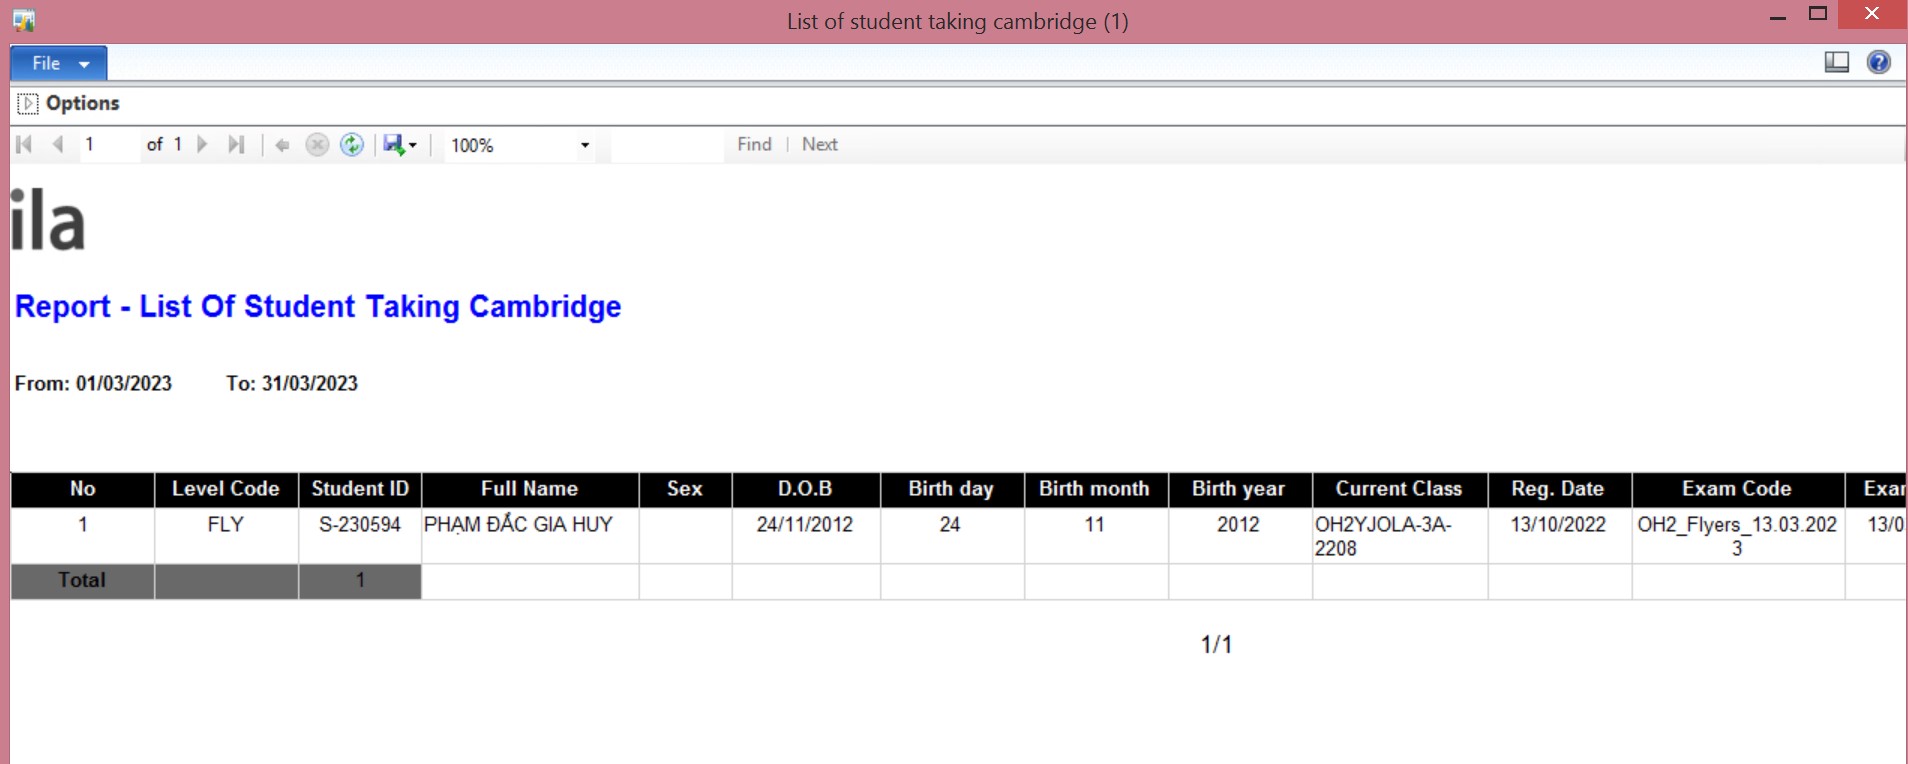 List of student taking cambridge (1)
File
Options
1 of 1 100% Find | Next
ila
Report - List Of Student Taking Cambridge
From: 01/03/2023 To: 31/03/2023
No Level Code Student ID Full Name Sex D.O.B Birth day Birth month Birth year Current Class Reg. Date Exam Code Exar
1 FLY S-230594 PHẠM ĐẮC GIA HUY 24/11/2012 24 11 2012 OH2YJOLA-3A- 13/10/2022 OH2_Flyers_13.03.202 13/0
2208 3
Total 1
1/1